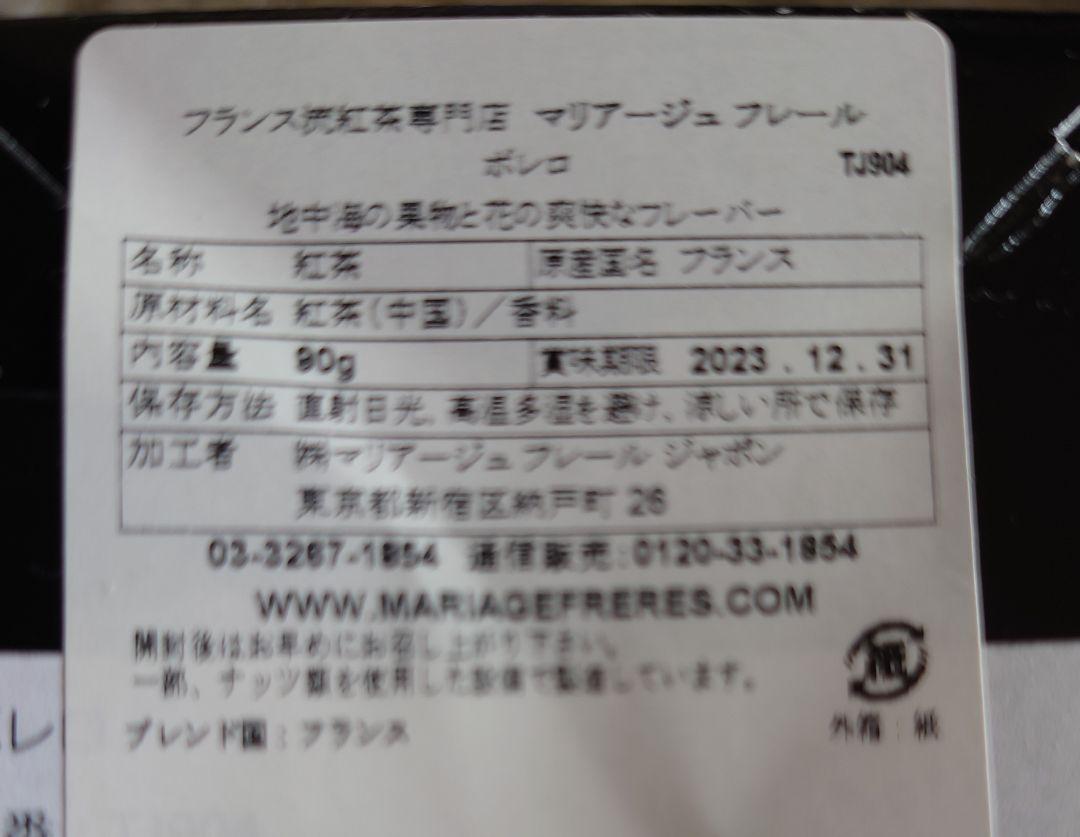 フランス流紅茶専門店 マリアージュ フレール
ボレロ TJ904
地中海の果物と花の爽快なフレーバー
名称 紅茶 原産国名 フランス
原材料名 紅茶(中国)/香料
内容量 90g 賞味期限 2023.12.31
保存方法 直射日光、高温多湿を避け、涼しい所で保存
加工者 ㈱マリアージュ フレール ジャポン
東京都新宿区納戸町 26
03-3267-1854 通信販売:0120-33-1854
WWW.MARIAGEFRERES.COM
開封後はお早めにお召し上がり下さい。
一部、ナッツ類を使用した設備で製造しています。
紙
ブレンド国:フランス 外箱:紙
レ